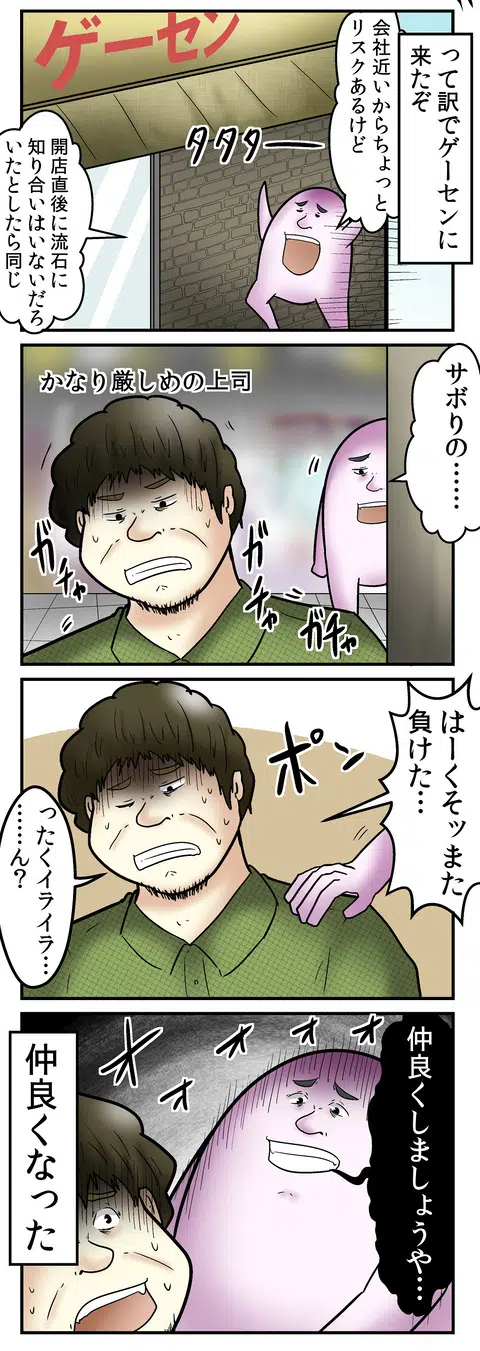 って訳でゲーセンに
来たぞ
ゲーセン
会社近いからちょっと
リスクあるけど
タタター
開店直後に流石に
知り合いはいないだろ
いたとしたら同じ
サボりの……
かなり厳しめの上司
ガチャ
ガチャ
ガチャ
はーくそッまた
負けた…
ポン
ったくイライラ…
……ん?
仲良くしましょうや…
オオオオオ
仲良くなった